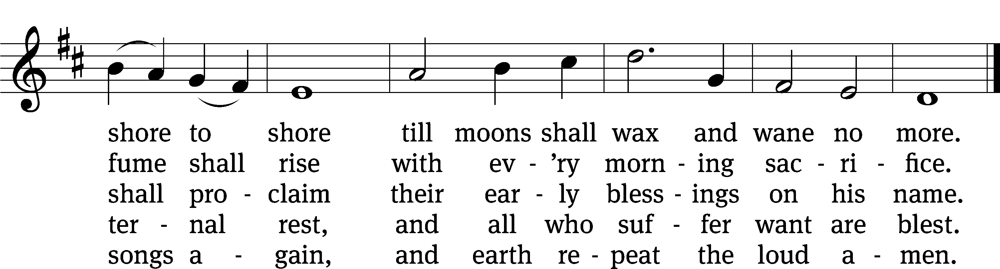 shore to shore till moons shall wax and wane no more.
fume shall rise with ev - ’ry morn - ing sac - ri - fice.
shall pro - claim their ear - ly bless - ings on his name.
ter - nal rest, and all who suf - fer want are blest.
songs a - gain, and earth re - peat the loud a - men.